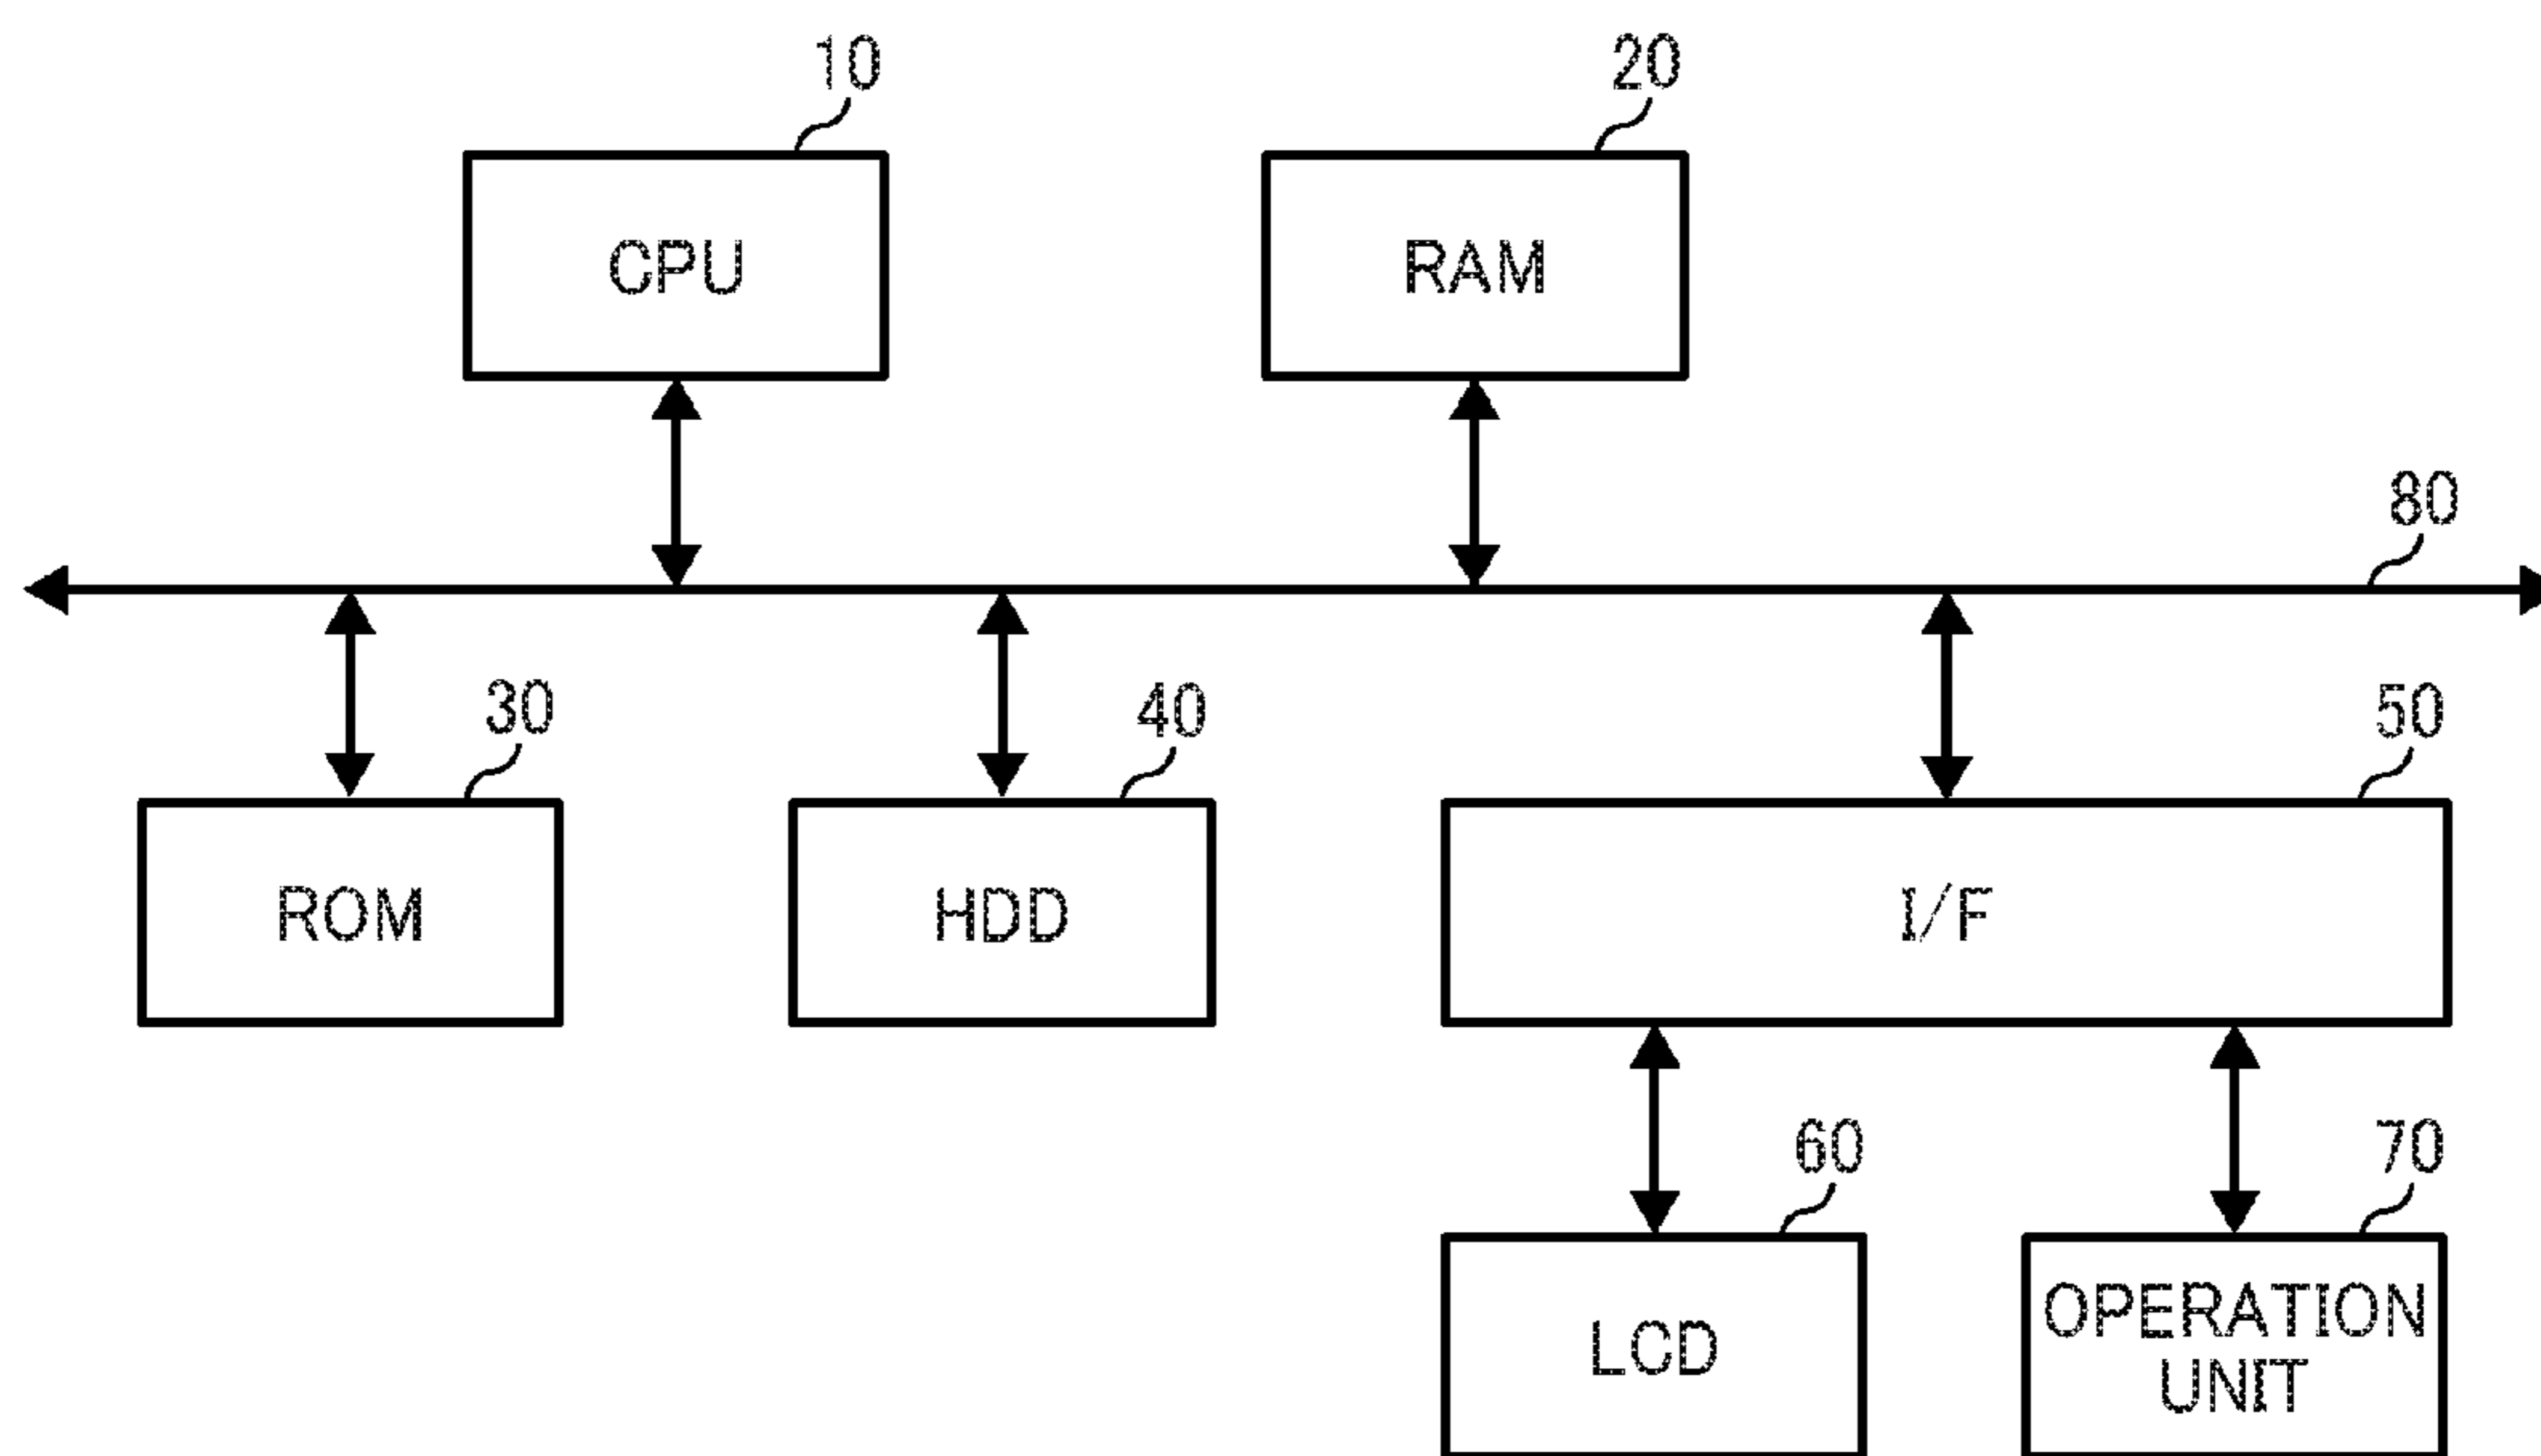 10
20
CPU
RAM
80
30
40
50
ROM
HDD
I/F
60
70
LCD
OPERATION
UNIT